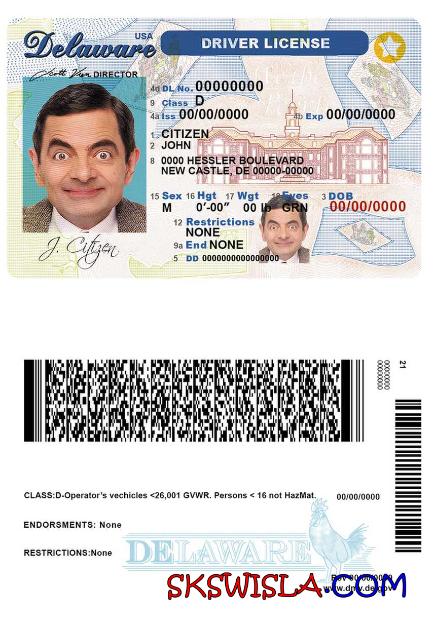 Delaware USA DRIVER LICENSE
Scott Vien DIRECTOR
4d DL No. 00000000
9 Class D
4a Iss 00/00/0000 4b Exp 00/00/0000
1 CITIZEN
2 JOHN
8 0000 HESSLER BOULEVARD
NEW CASTLE, DE 00000-0000
15 Sex 16 Hgt 17 Wgt 18 Eyes 3 DOB
M 0'-00" 00 lb GRN 00/00/0000
12 Restrictions
NONE
9a End NONE
5 DD 0000000000000000
J. Citizen
21
CLASS:D-Operator's vechicles <26,001 GVWR. Persons < 16 not HazMat. 00/00/0000
ENDORSEMENTS: None
RESTRICTIONS:None
DELAWARE
Rev 00/00/0000
www.dmv.de.gov
SKSWISLA.COM